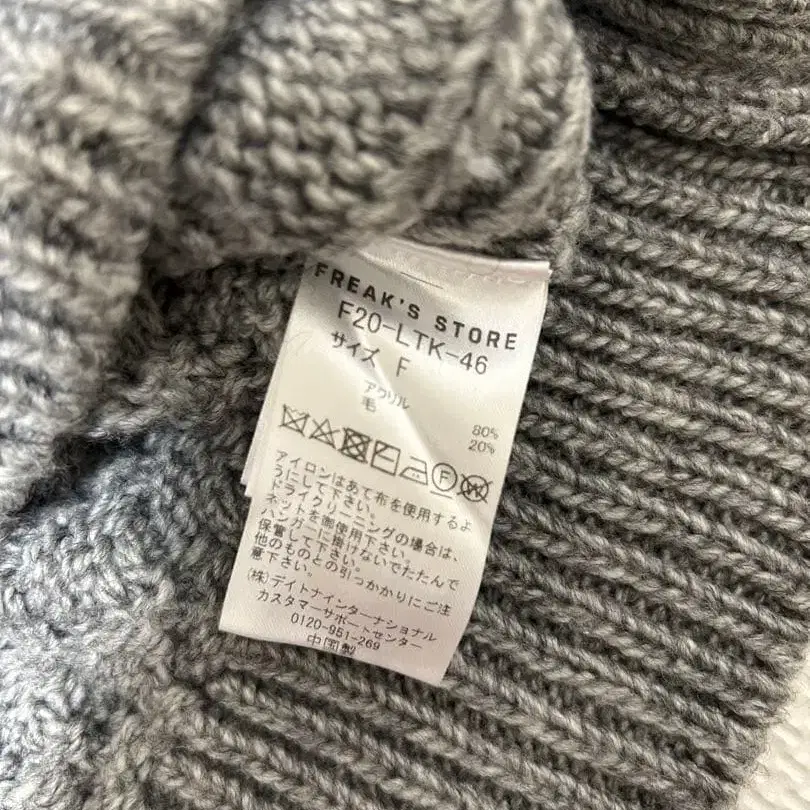 FREAK'S STORE
F20-LTK-46
サイズ F
アクリル 80%
毛 20%
F
アイロンはあて布を使用するよ
うにして下さい。
ドライクリーニングの場合は、
ネットを御使用下さい。
ハンガーに掛けないでたたんで
保管して下さい。
他のものとの引っかかりにご注
意下さい。
(株)デイトナインターナショナル
カスタマーサポートセンター
0120-951-269
中国製